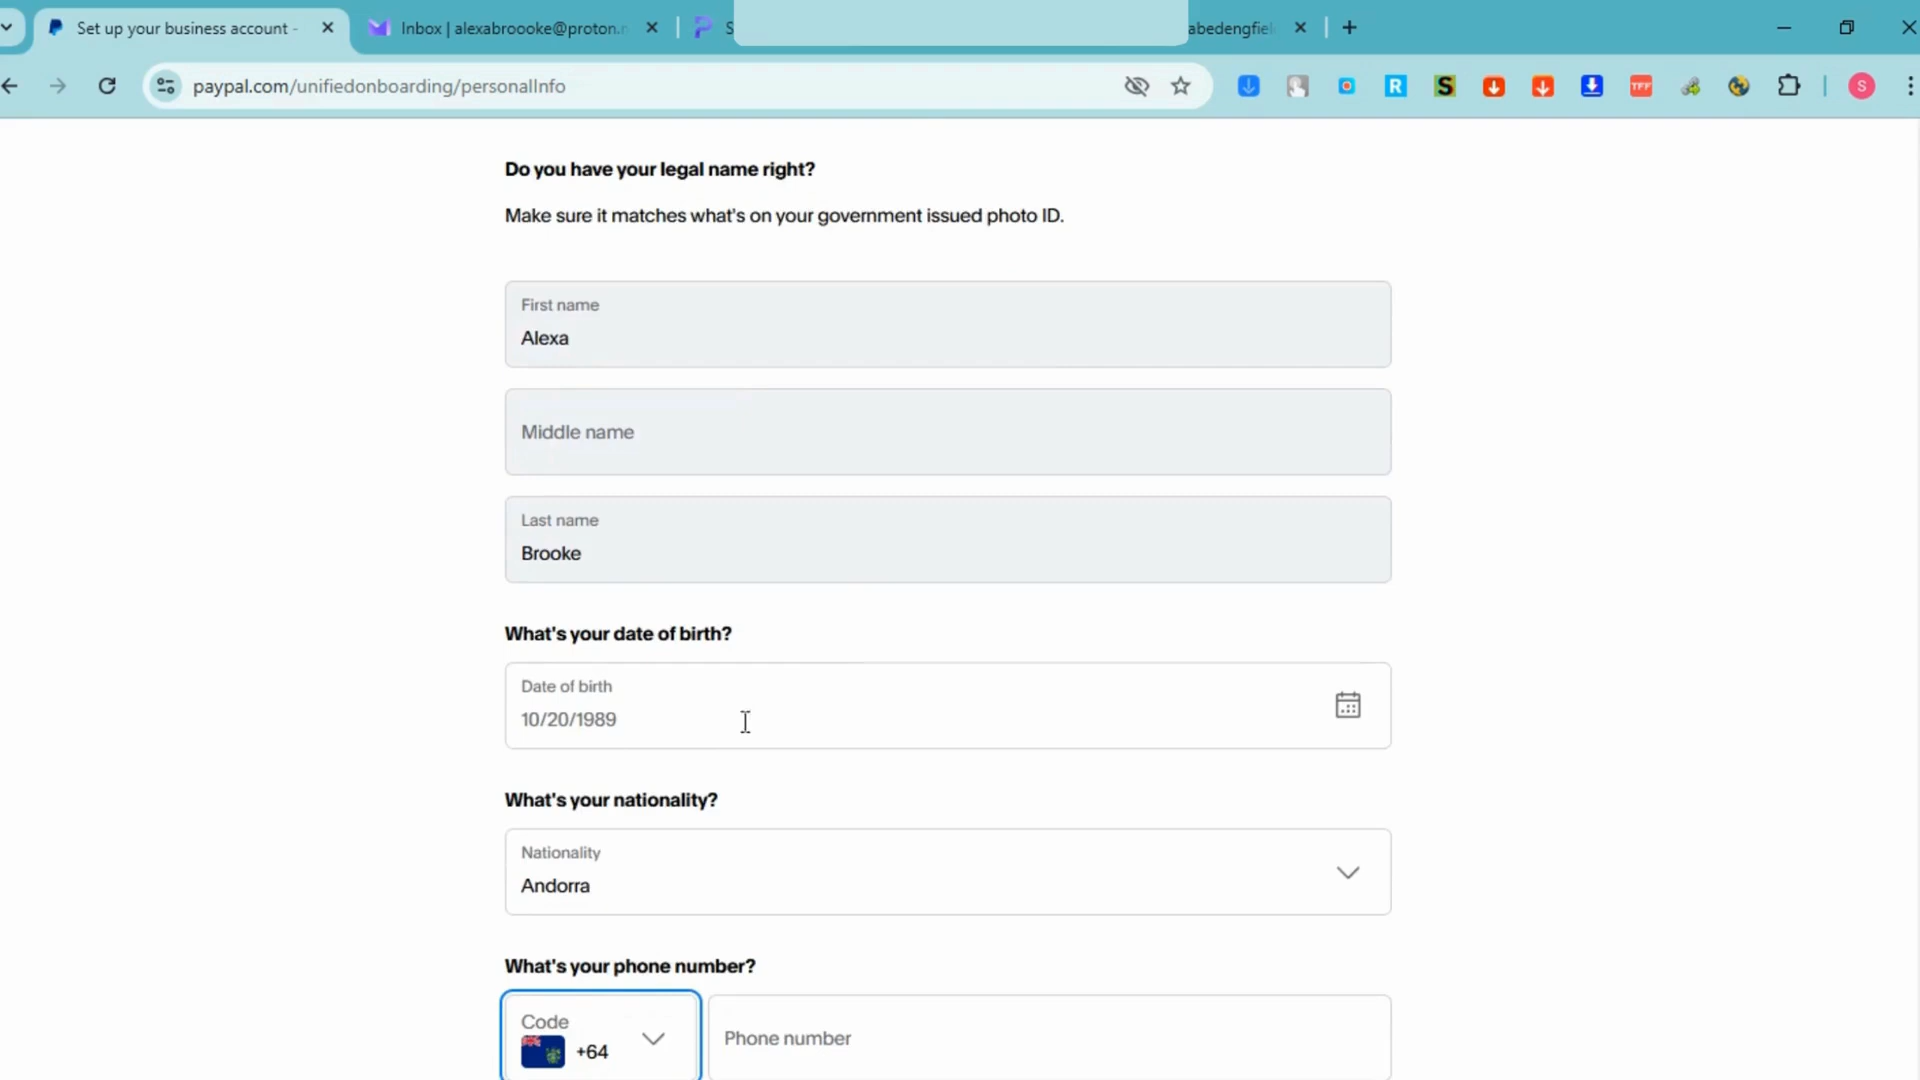 Set up your business account -
Inbox | alexabroooke@proton.
S
abedengfiel
paypal.com/unifiedonboarding/personalInfo
R
S
TFF
S
Do you have your legal name right?
Make sure it matches what's on your government issued photo ID.
First name
Alexa
Middle name
Last name
Brooke
What's your date of birth?
Date of birth
10/20/1989
What's your nationality?
Nationality
Andorra
What's your phone number?
Code
+64
Phone number